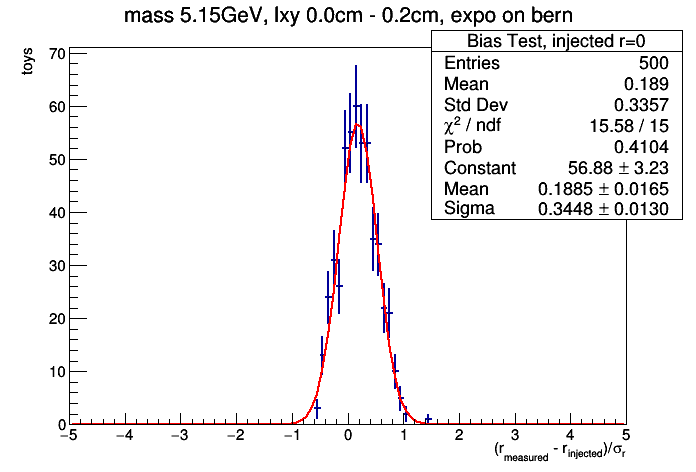 mass 5.15GeV, lxy 0.0cm - 0.2cm, expo on bern
Bias Test, injected r=0
Entries 500
Mean 0.189
Std Dev 0.3357
χ² / ndf 15.58 / 15
Prob 0.4104
Constant 56.88 ± 3.23
Mean 0.1885 ± 0.0165
Sigma 0.3448 ± 0.0130
toys
70
60
50
40
30
20
10
0
−5 −4 −3 −2 −1 0 1 2 3 4 5
(r_measured - r_injected)/σ_r